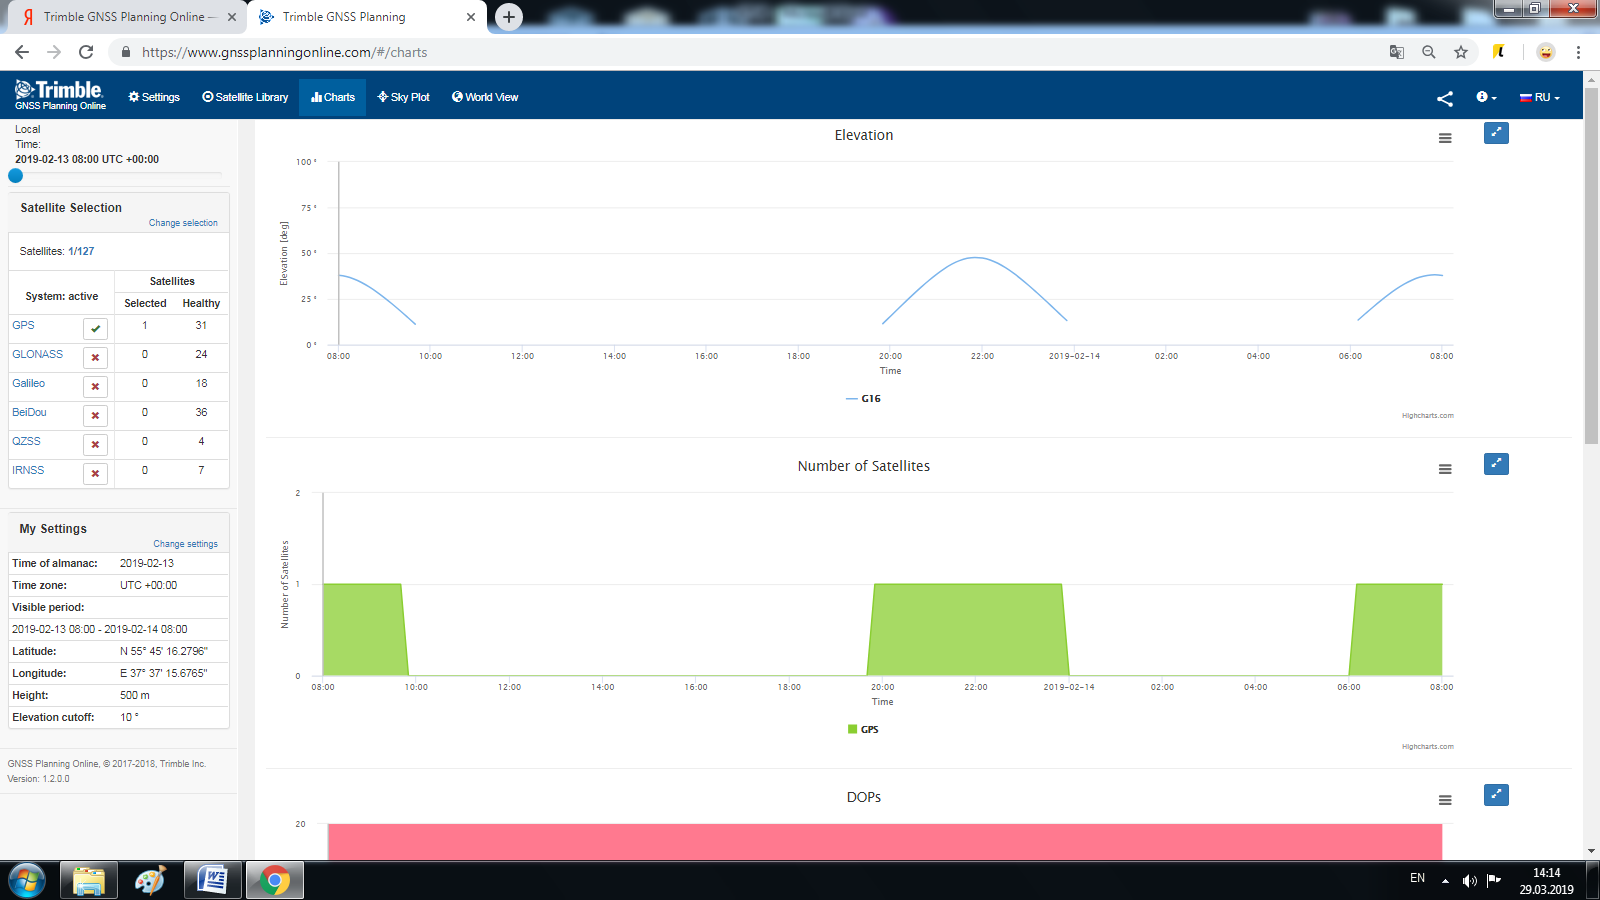 Trimble GNSS Planning Online —
Trimble GNSS Planning
https://www.gnssplanningonline.com/#/charts
Trimble
GNSS Planning Online
Settings
Satellite Library
Charts
Sky Plot
World View
RU
Local
Time:
2019-02-13 08:00 UTC +00:00
Satellite Selection
Change selection
Satellites: 1/127
System: active
Satellites
Selected Healthy
GPS 1 31
GLONASS 0 24
Galileo 0 18
BeiDou 0 36
QZSS 0 4
IRNSS 0 7
My Settings
Change settings
Time of almanac: 2019-02-13
Time zone: UTC +00:00
Visible period:
2019-02-13 08:00 - 2019-02-14 08:00
Latitude: N 55° 45' 16.2796"
Longitude: E 37° 37' 15.6765"
Height: 500 m
Elevation cutoff: 10 °
GNSS Planning Online, © 2017-2018, Trimble Inc.
Version: 1.2.0.0
Elevation
Elevation [deg]
100 °
75 °
50 °
25 °
0 °
08:00 10:00 12:00 14:00 16:00 18:00 20:00 22:00 2019-02-14 02:00 04:00 06:00 08:00
Time
G16
Highcharts.com
Number of Satellites
Number of Satellites
2
1
0
08:00 10:00 12:00 14:00 16:00 18:00 20:00 22:00 2019-02-14 02:00 04:00 06:00 08:00
Time
GPS
Highcharts.com
DOPs
20
EN
14:14
29.03.2019